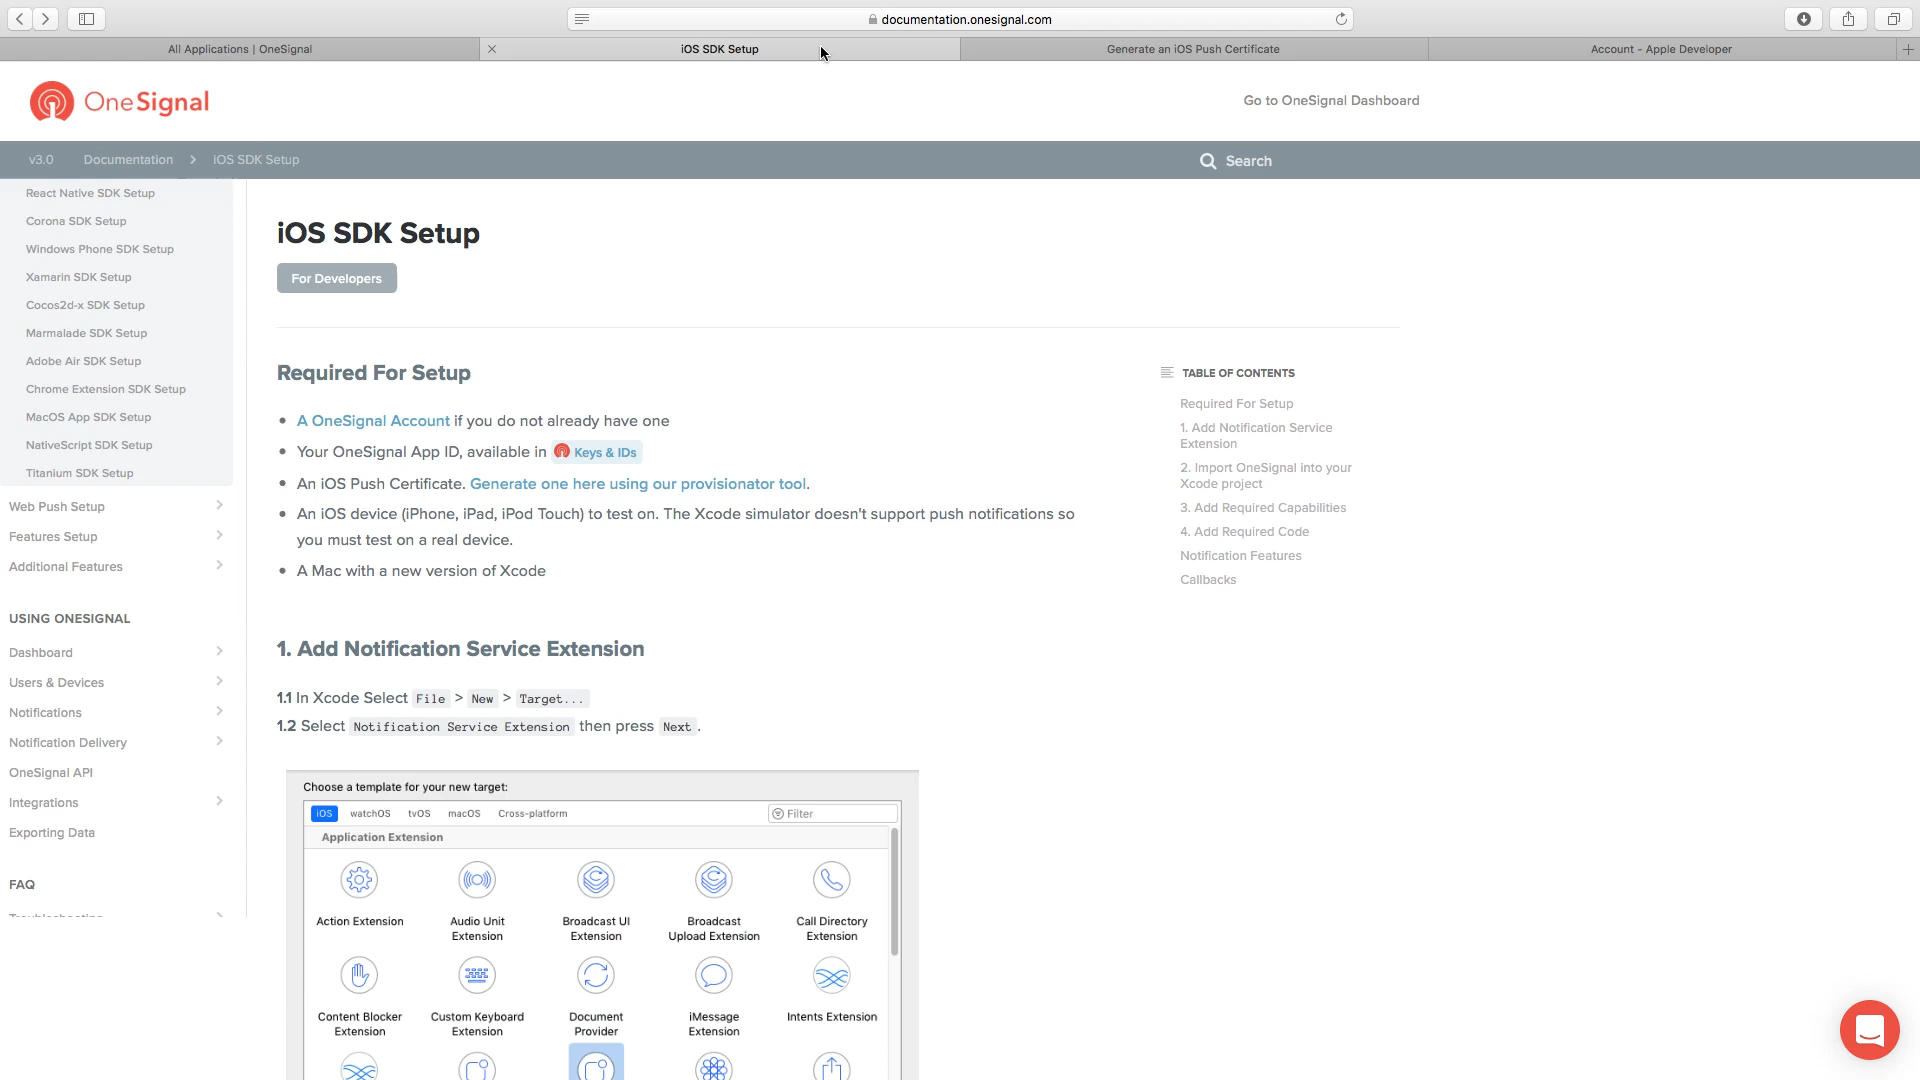 documentation.onesignal.com
All Applications | OneSignal
iOS SDK Setup
Generate an iOS Push Certificate
Account - Apple Developer
OneSignal
Go to OneSignal Dashboard
v3.0
Documentation
iOS SDK Setup
Search
React Native SDK Setup
Corona SDK Setup
Windows Phone SDK Setup
Xamarin SDK Setup
Cocos2d-x SDK Setup
Marmalade SDK Setup
Adobe Air SDK Setup
Chrome Extension SDK Setup
MacOS App SDK Setup
NativeScript SDK Setup
Titanium SDK Setup
Web Push Setup
Features Setup
Additional Features
USING ONESIGNAL
Dashboard
Users & Devices
Notifications
Notification Delivery
OneSignal API
Integrations
Exporting Data
FAQ
iOS SDK Setup
For Developers
Required For Setup
• A OneSignal Account if you do not already have one
• Your OneSignal App ID, available in Keys & IDs
• An iOS Push Certificate. Generate one here using our provisionator tool.
• An iOS device (iPhone, iPad, iPod Touch) to test on. The Xcode simulator doesn't support push notifications so
you must test on a real device.
• A Mac with a new version of Xcode
1. Add Notification Service Extension
1.1 In Xcode Select File > New > Target...
1.2 Select Notification Service Extension then press Next.
Choose a template for your new target:
iOS watchOS tvOS macOS Cross-platform
Filter
Application Extension
Action Extension
Audio Unit
Extension
Broadcast UI
Extension
Broadcast
Upload Extension
Call Directory
Extension
Content Blocker
Extension
Custom Keyboard
Extension
Document
Provider
iMessage
Extension
Intents Extension
TABLE OF CONTENTS
Required For Setup
1. Add Notification Service
Extension
2. Import OneSignal into your
Xcode project
3. Add Required Capabilities
4. Add Required Code
Notification Features
Callbacks